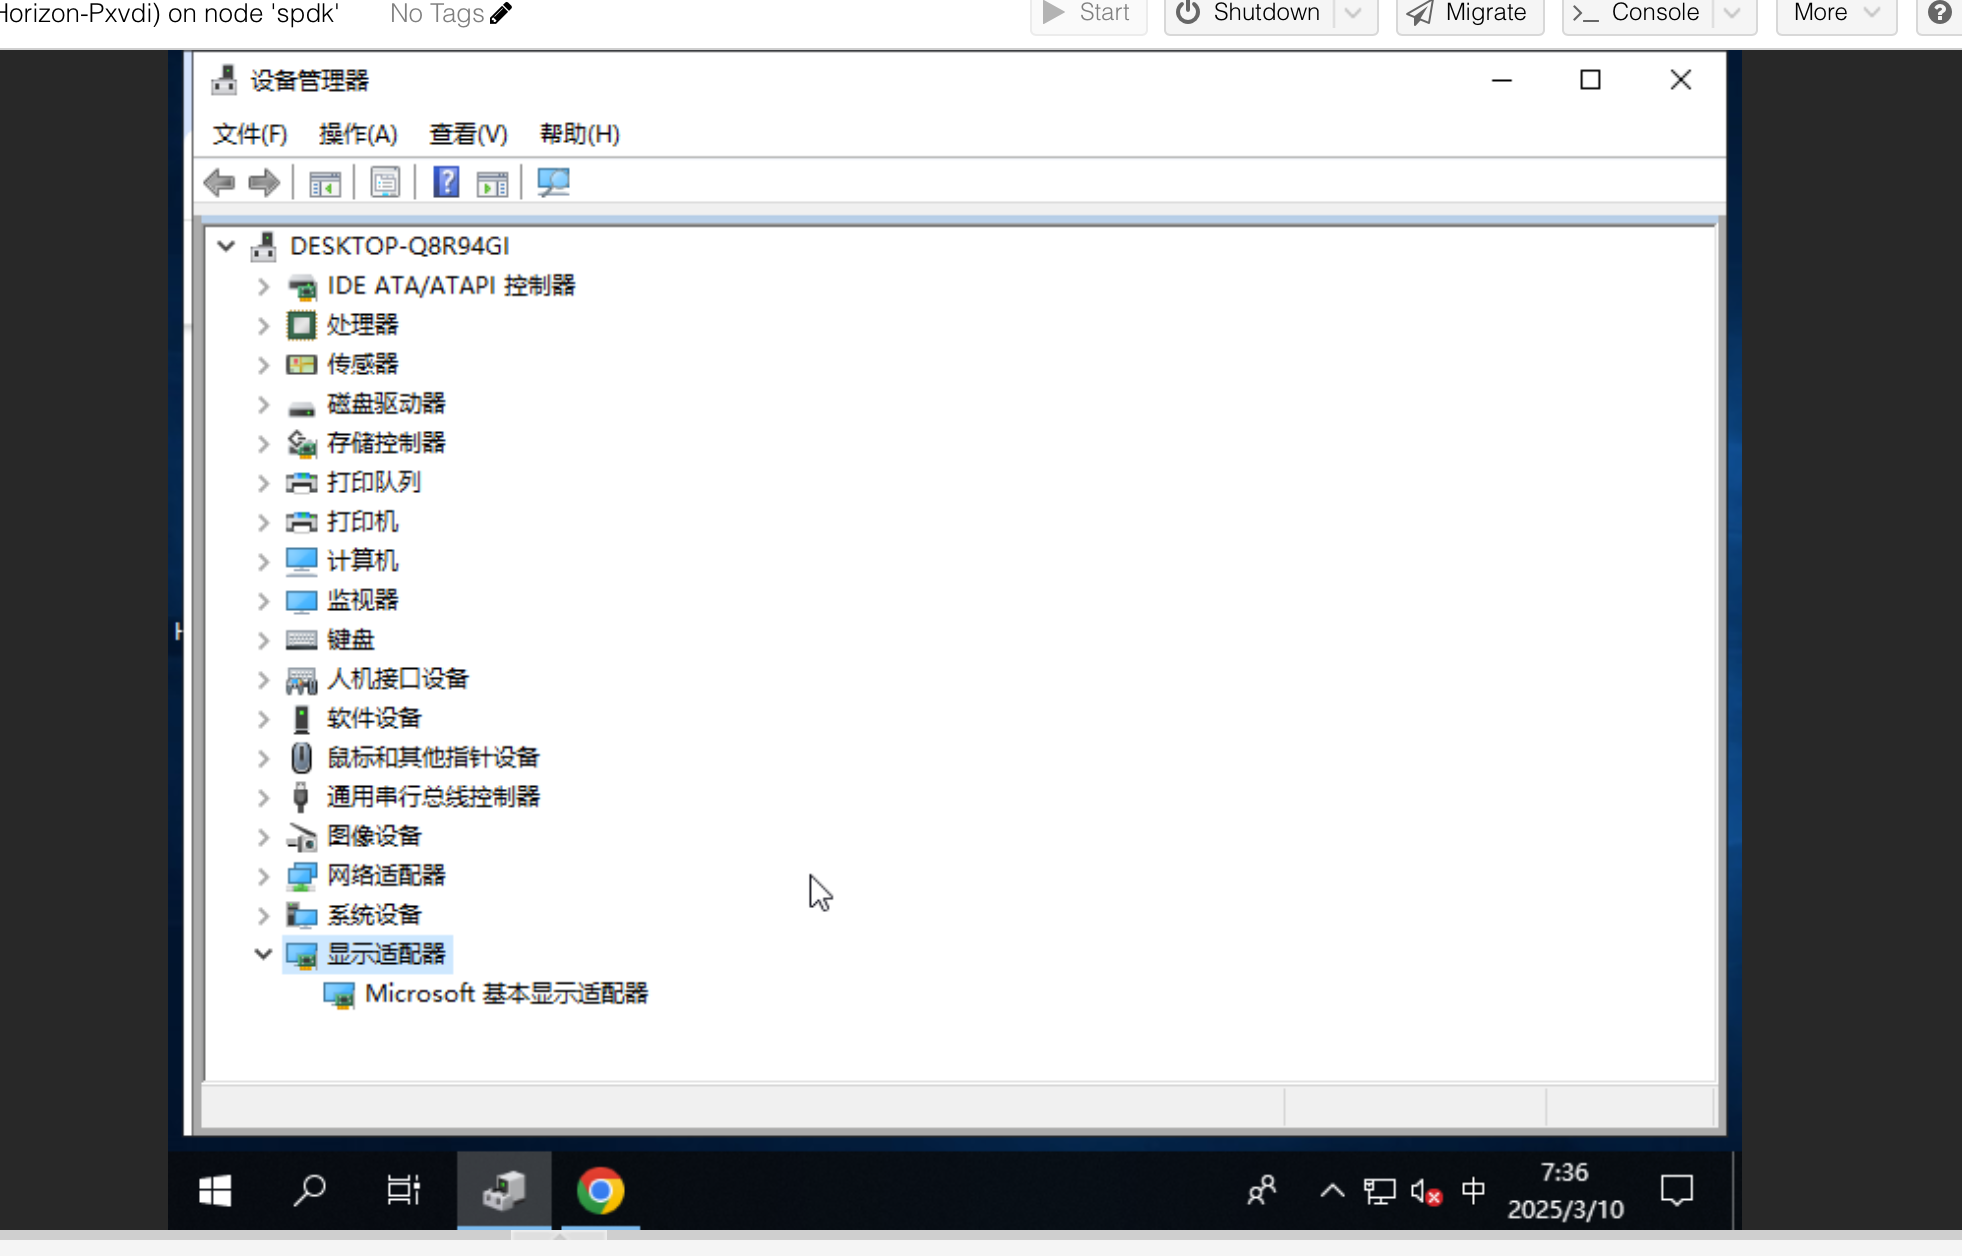 Horizon-Pxvdi) on node 'spdk' No Tags Start Shutdown Migrate >_ Console More ?
设备管理器
文件(F) 操作(A) 查看(V) 帮助(H)
DESKTOP-Q8R94GI
IDE ATA/ATAPI 控制器
处理器
传感器
磁盘驱动器
存储控制器
打印队列
打印机
计算机
监视器
键盘
人机接口设备
软件设备
鼠标和其他指针设备
通用串行总线控制器
图像设备
网络适配器
系统设备
显示适配器
Microsoft 基本显示适配器
中
7:36
2025/3/10